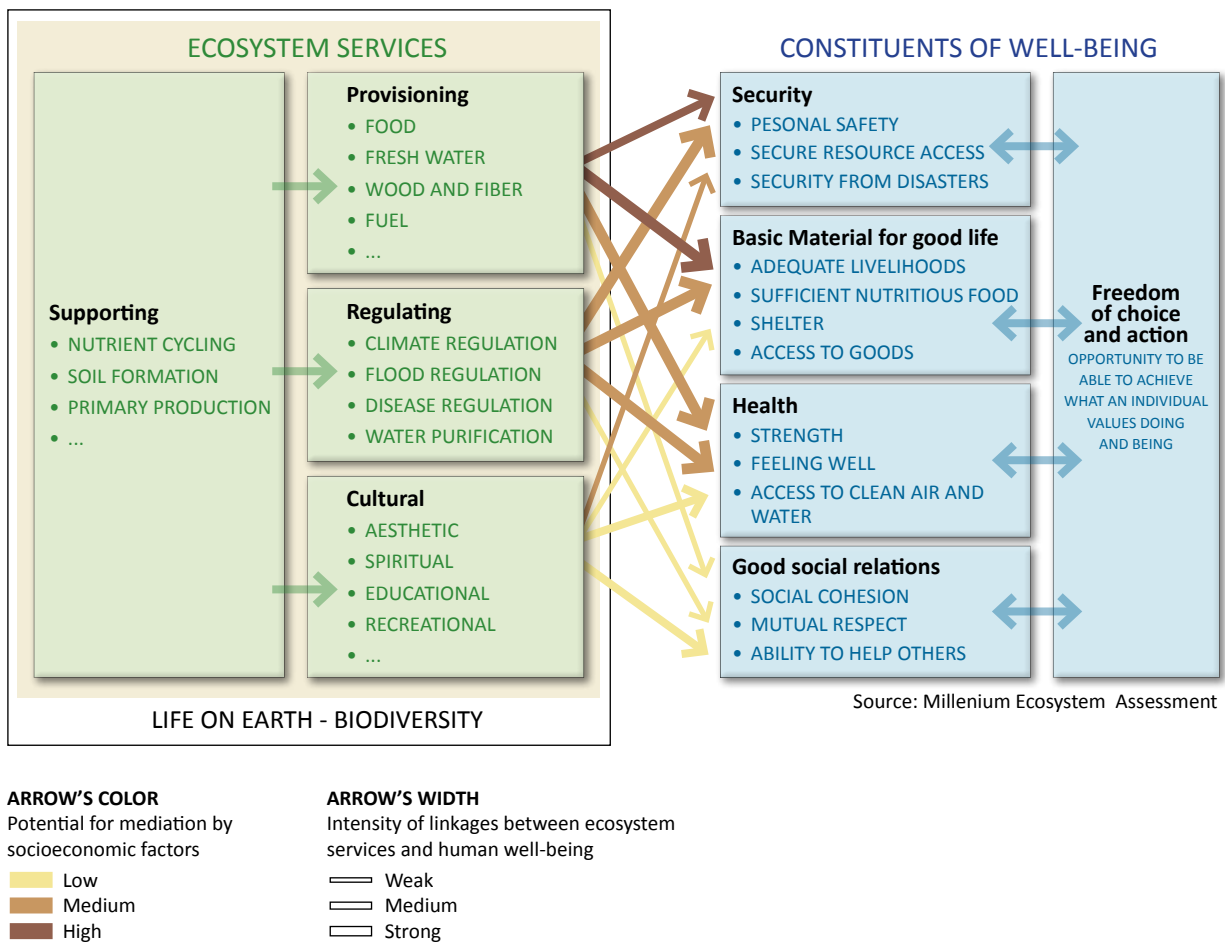 ECOSYSTEM SERVICES
Supporting
• NUTRIENT CYCLING
• SOIL FORMATION
• PRIMARY PRODUCTION
• ...
Provisioning
• FOOD
• FRESH WATER
• WOOD AND FIBER
• FUEL
• ...
Regulating
• CLIMATE REGULATION
• FLOOD REGULATION
• DISEASE REGULATION
• WATER PURIFICATION
Cultural
• AESTHETIC
• SPIRITUAL
• EDUCATIONAL
• RECREATIONAL
• ...
LIFE ON EARTH - BIODIVERSITY
CONSTITUENTS OF WELL-BEING
Security
• PESONAL SAFETY
• SECURE RESOURCE ACCESS
• SECURITY FROM DISASTERS
Basic Material for good life
• ADEQUATE LIVELIHOODS
• SUFFICIENT NUTRITIOUS FOOD
• SHELTER
• ACCESS TO GOODS
Health
• STRENGTH
• FEELING WELL
• ACCESS TO CLEAN AIR AND
WATER
Good social relations
• SOCIAL COHESION
• MUTUAL RESPECT
• ABILITY TO HELP OTHERS
Freedom
of choice
and action
OPPORTUNITY TO BE
ABLE TO ACHIEVE
WHAT AN INDIVIDUAL
VALUES DOING
AND BEING
Source: Millenium Ecosystem Assessment
ARROW'S COLOR
Potential for mediation by
socioeconomic factors
Low
Medium
High
ARROW'S WIDTH
Intensity of linkages between ecosystem
services and human well-being
Weak
Medium
Strong